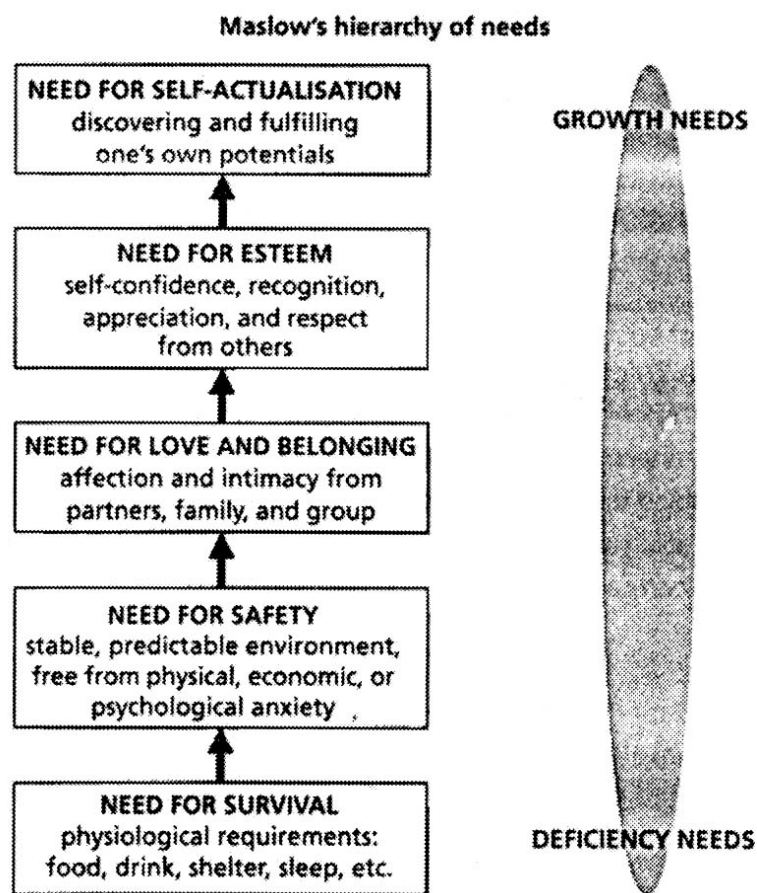 Maslow's hierarchy of needs
NEED FOR SELF-ACTUALISATION
discovering and fulfilling
one's own potentials
GROWTH NEEDS
NEED FOR ESTEEM
self-confidence, recognition,
appreciation, and respect
from others
NEED FOR LOVE AND BELONGING
affection and intimacy from
partners, family, and group
NEED FOR SAFETY
stable, predictable environment,
free from physical, economic, or
psychological anxiety
NEED FOR SURVIVAL
physiological requirements:
food, drink, shelter, sleep, etc.
DEFICIENCY NEEDS